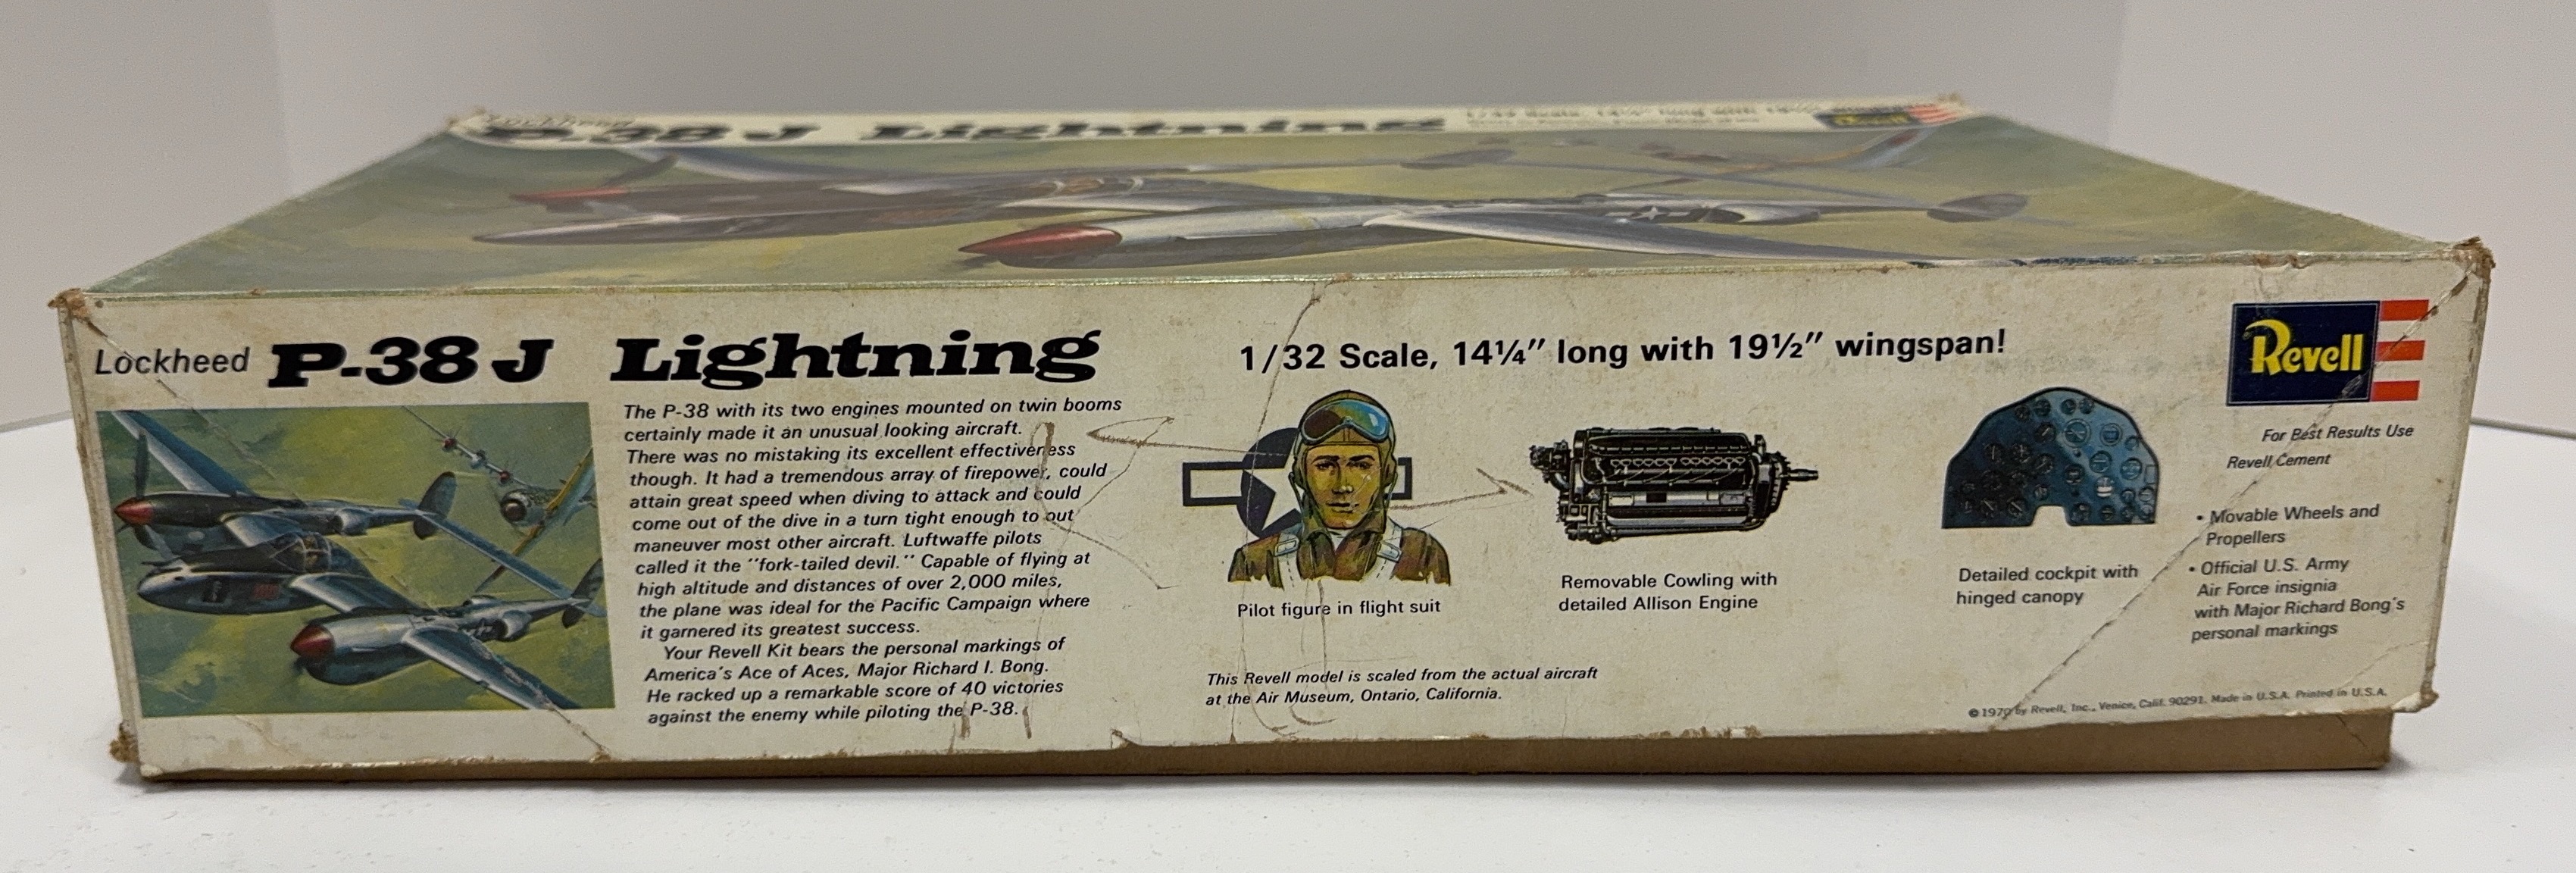 Lockheed
P-38 J Lightning
Revell
Lockheed P-38 J Lightning
The P-38 with its two engines mounted on twin booms
certainly made it an unusual looking aircraft.
There was no mistaking its excellent effectiveness
though. It had a tremendous array of firepower, could
attain great speed when diving to attack and could
come out of the dive in a turn tight enough to out
maneuver most other aircraft. Luftwaffe pilots
called it the "fork-tailed devil." Capable of flying at
high altitude and distances of over 2,000 miles,
the plane was ideal for the Pacific Campaign where
it garnered its greatest success.
Your Revell Kit bears the personal markings of
America's Ace of Aces, Major Richard I. Bong.
He racked up a remarkable score of 40 victories
against the enemy while piloting the P-38.
1/32 Scale, 14¼" long with 19½" wingspan!
Pilot figure in flight suit
Removable Cowling with
detailed Allison Engine
Detailed cockpit with
hinged canopy
This Revell model is scaled from the actual aircraft
at the Air Museum, Ontario, California.
Revell
For Best Results Use
Revell Cement
• Movable Wheels and
Propellers
• Official U.S. Army
Air Force insignia
with Major Richard Bong's
personal markings
©1970 by Revell, Inc., Venice, Calif. 90291. Made in U.S.A. Printed in U.S.A.